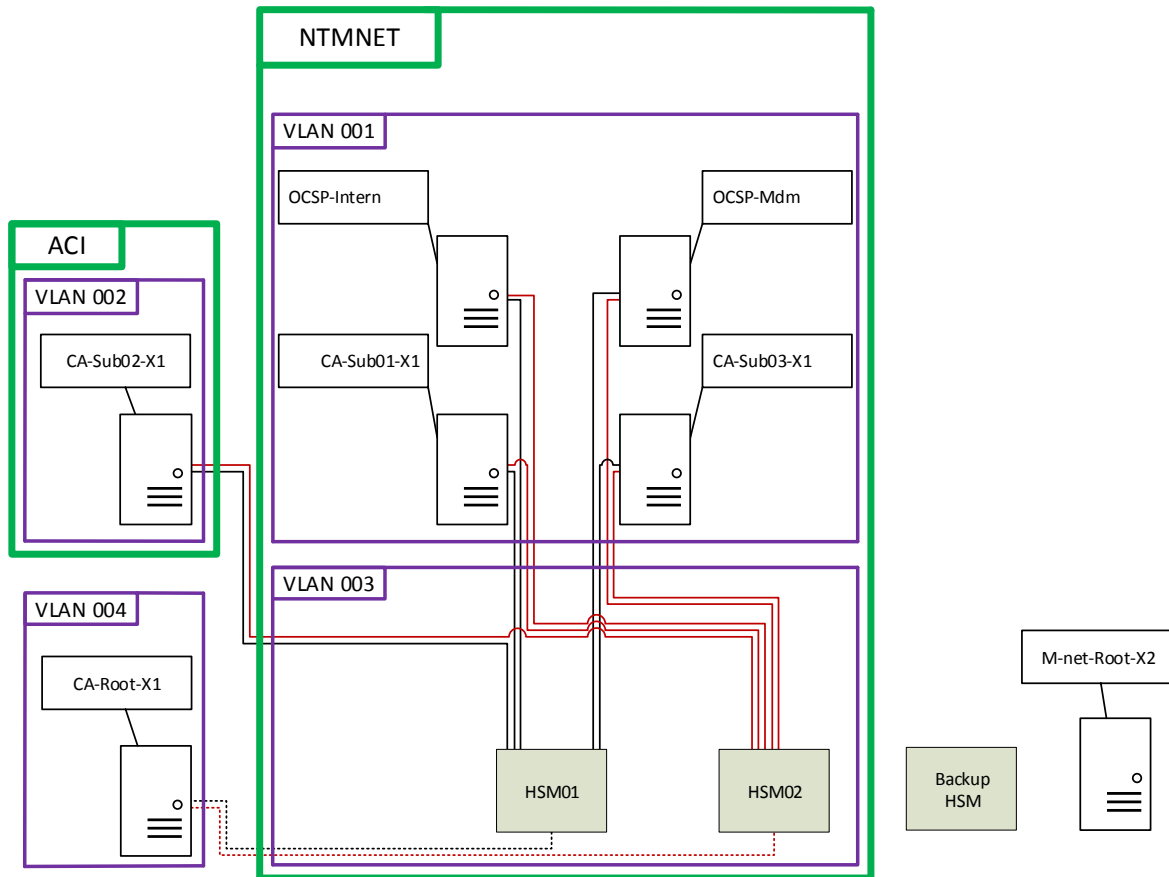 NTMNET
VLAN 001
OCSP-Intern
OCSP-Mdm
ACI
VLAN 002
CA-Sub02-X1
CA-Sub01-X1
CA-Sub03-X1
VLAN 003
VLAN 004
CA-Root-X1
M-net-Root-X2
HSM01
HSM02
Backup
HSM